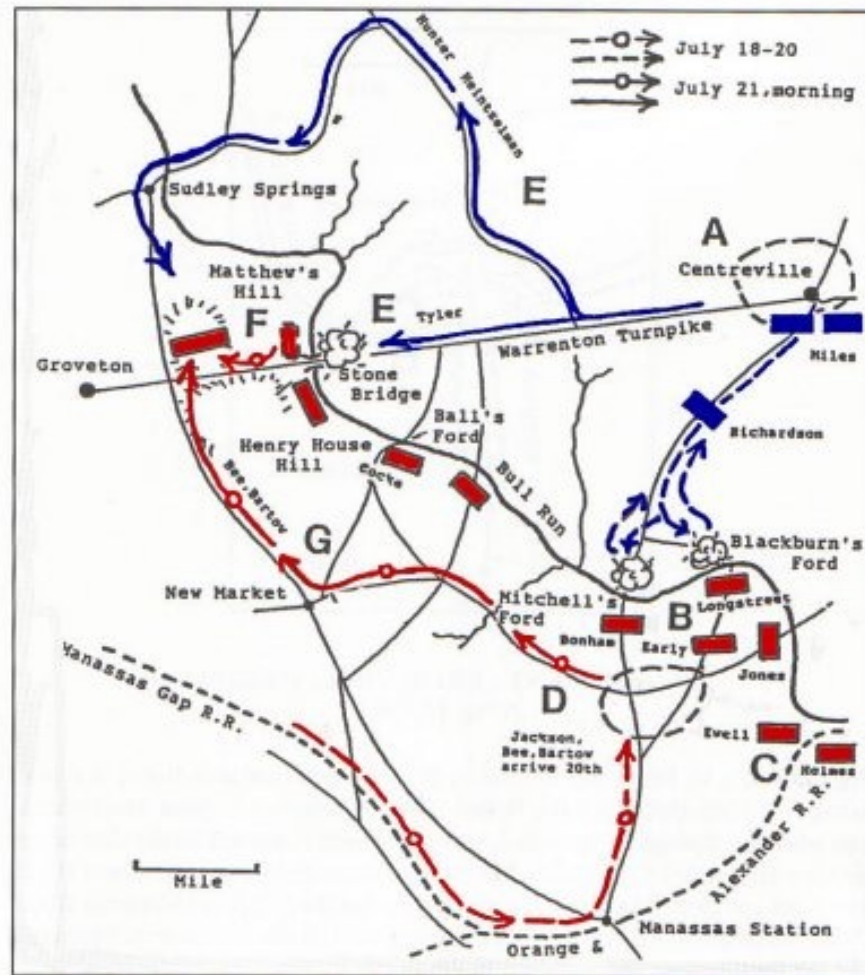 July 18-20
July 21,morning
Hunter
Heintzelman
E
Sudley Springs
A
Centreville
Matthew's
Hill
F
E
Tyler
Warrenton Turnpike
Miles
Groveton
Stone
Bridge
Richardson
Ball's
Ford
Henry House
Hill
Cocke
Bull Run
Bee,Bartow
Blackburn's
Ford
G
New Market
Mitchell's
Ford
B
Longstreet
Bonham
Early
Jones
Manassas Gap R.R.
D
Jackson,
Bee,Bartow
arrive 20th
Ewell
C
Holmes
Alexander R.R.
Mile
Manassas Station
Orange &